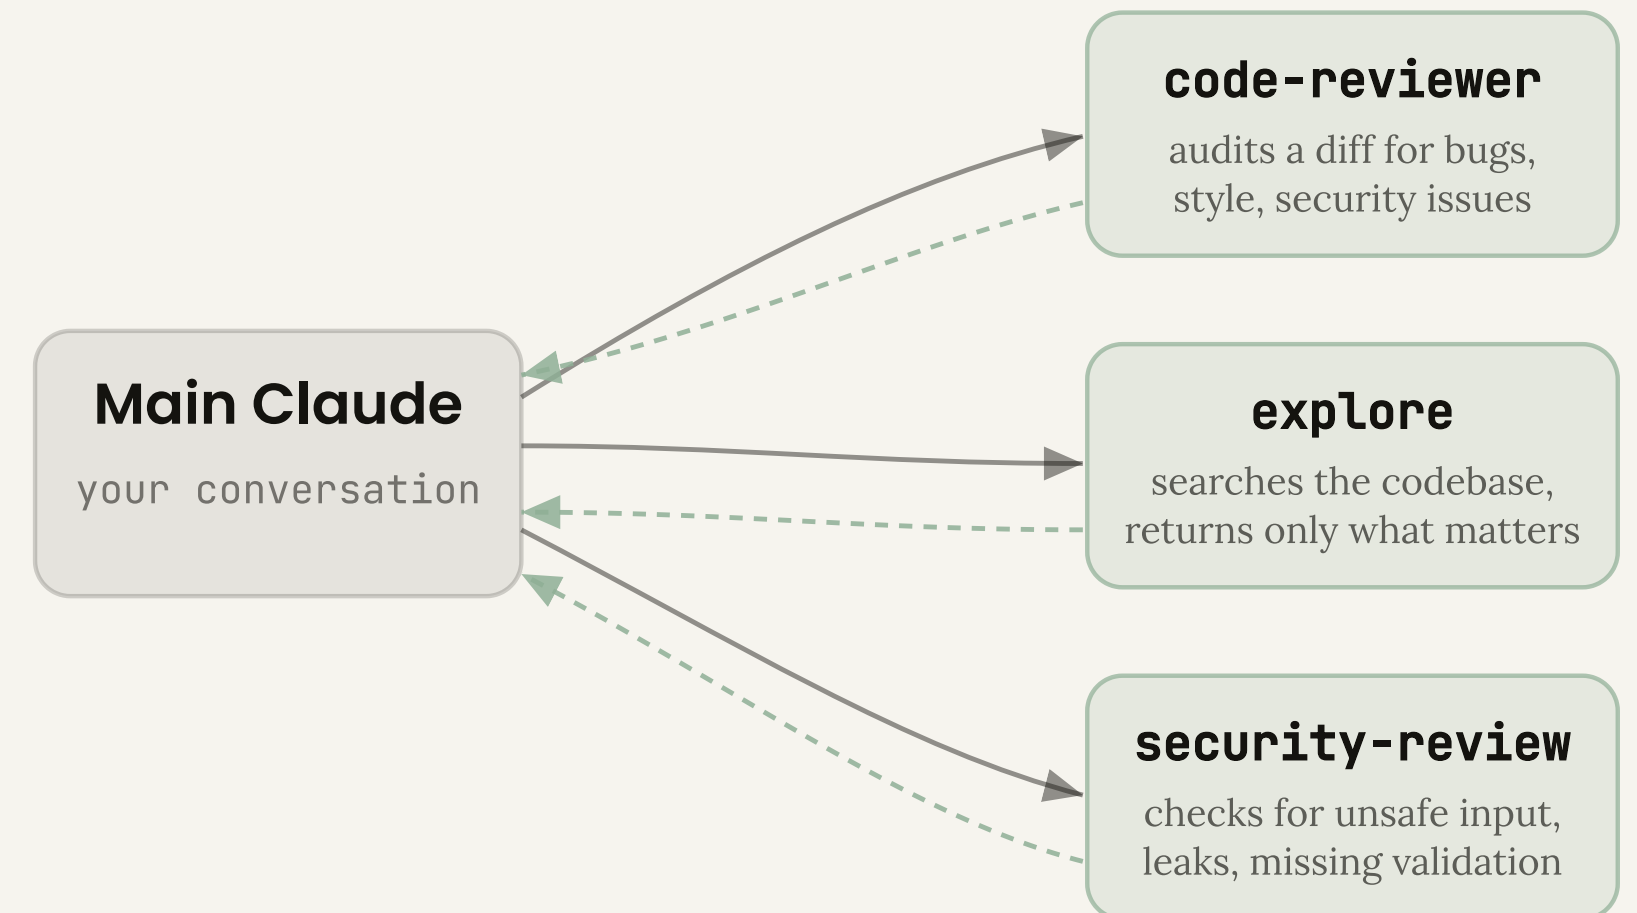 code-reviewer
audits a diff for bugs,
style, security issues
Main Claude
your conversation
explore
searches the codebase,
returns only what matters
security-review
checks for unsafe input,
leaks, missing validation